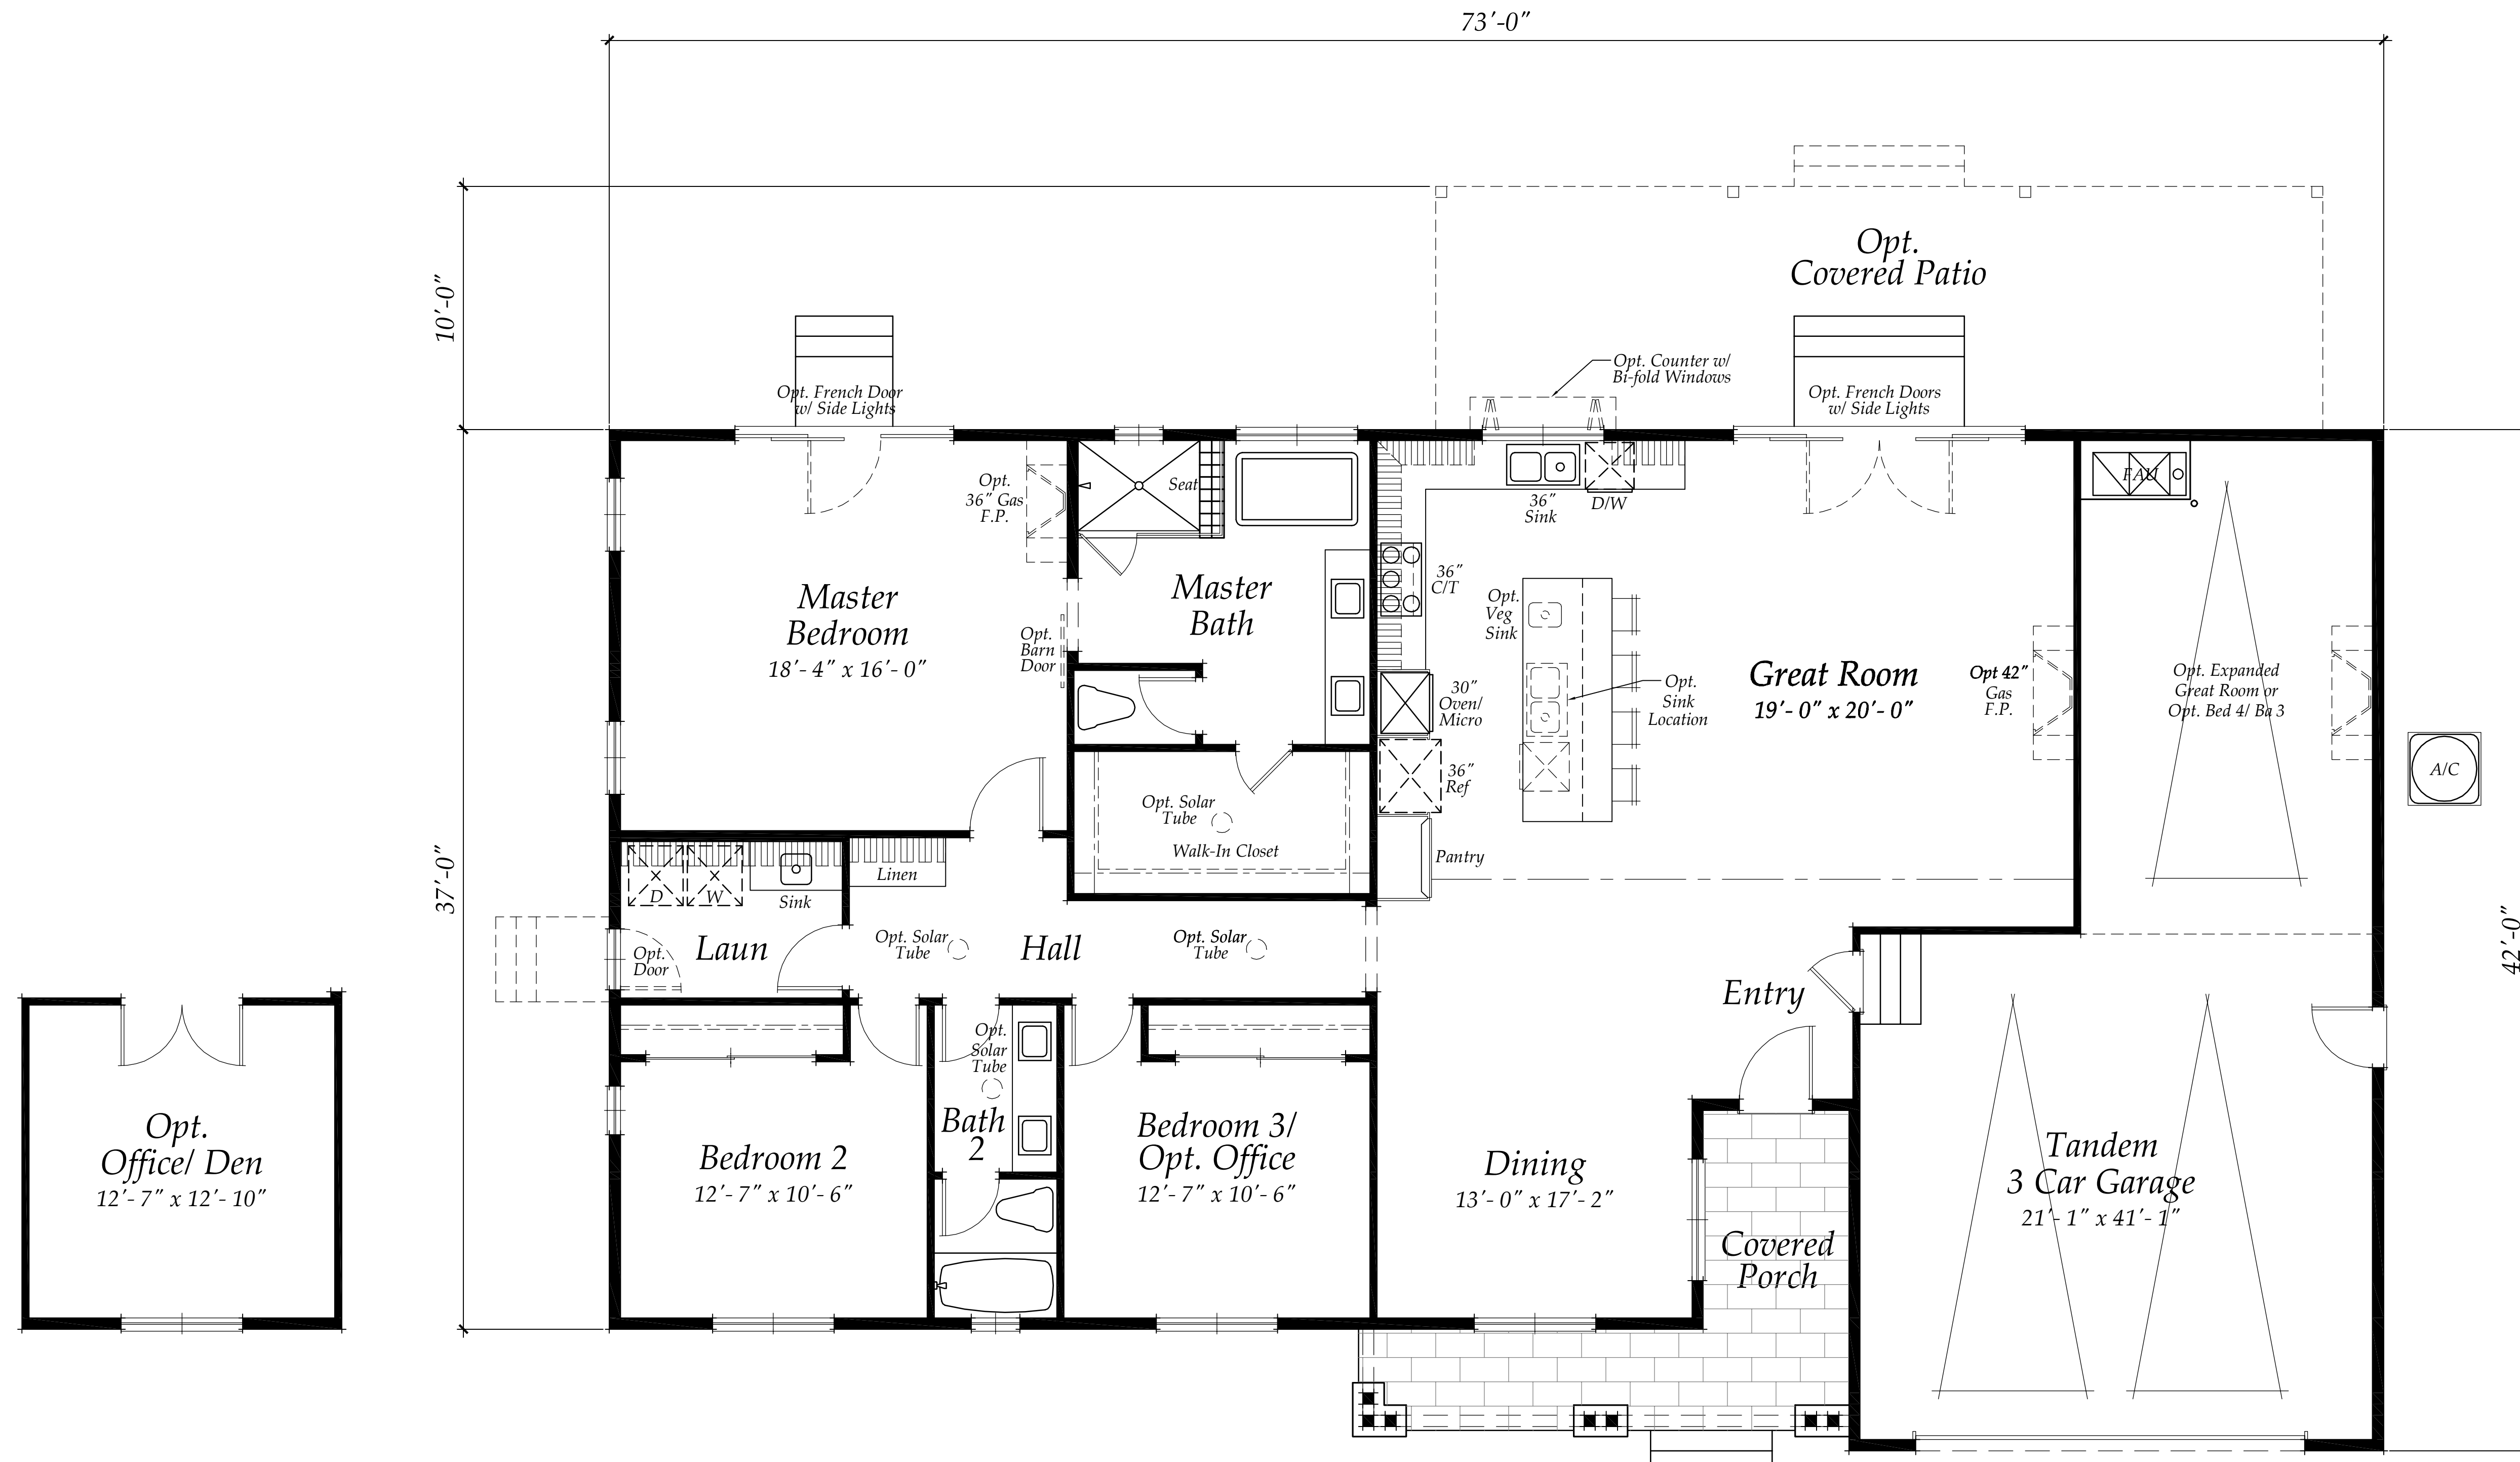 73'-0"
10'-0"
Opt.
Covered Patio
Opt. French Door
w/ Side Lights
Opt. Counter w/
Bi-fold Windows
Opt. French Doors
w/ Side Lights
Opt.
36" Gas
F.P.
Seat
36"
Sink
D/W
FAU
Master
Bedroom
18'- 4" x 16'- 0"
Opt.
Barn
Door
Master
Bath
36"
C/T
Opt.
Veg
Sink
30"
Oven/
Micro
Opt.
Sink
Location
Great Room
19'- 0" x 20'- 0"
Opt 42"
Gas
F.P.
Opt. Expanded
Great Room or
Opt. Bed 4/ Ba 3
A/C
36"
Ref
Opt. Solar
Tube
Walk-In Closet
Pantry
37'-0"
D
W
Sink
Linen
Opt.
Door
Laun
Opt. Solar
Tube
Hall
Opt. Solar
Tube
Entry
42'-0"
Opt.
Solar
Tube
Opt.
Office/ Den
12'- 7" x 12'- 10"
Bedroom 2
12'- 7" x 10'- 6"
Bath
2
Bedroom 3/
Opt. Office
12'- 7" x 10'- 6"
Dining
13'- 0" x 17'- 2"
Covered
Porch
Tandem
3 Car Garage
21'- 1" x 41'- 1"